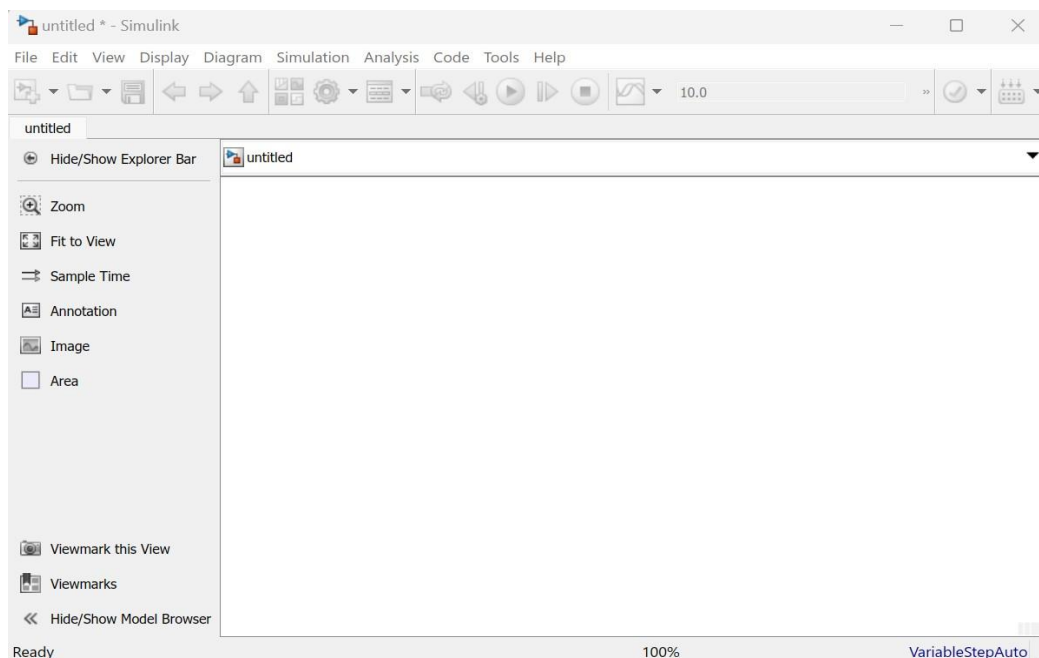 untitled * - Simulink
File Edit View Display Diagram Simulation Analysis Code Tools Help
10.0
untitled
Hide/Show Explorer Bar
untitled
Zoom
Fit to View
Sample Time
Annotation
Image
Area
Viewmark this View
Viewmarks
Hide/Show Model Browser
Ready 100% VariableStepAuto